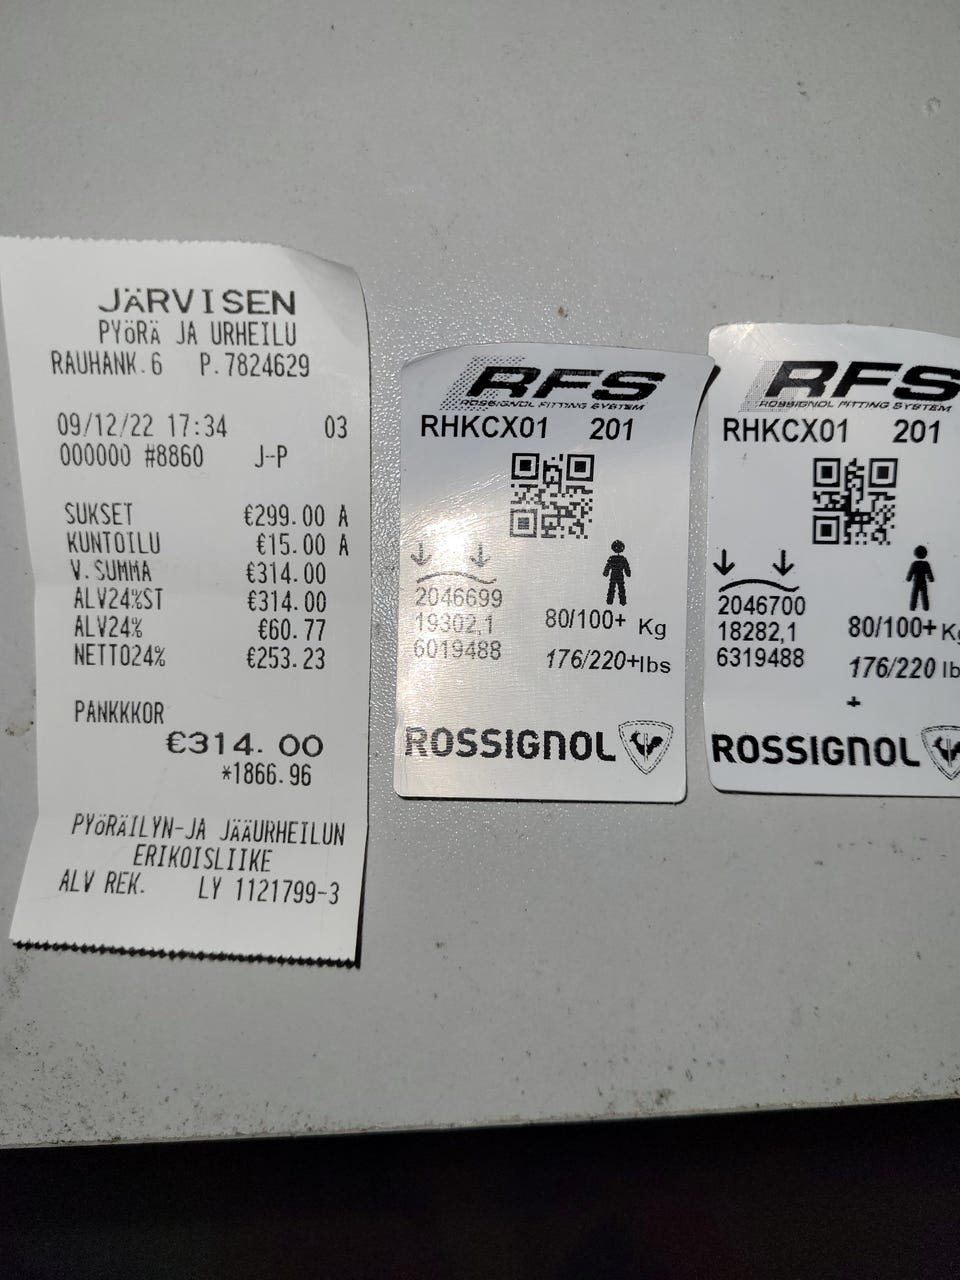 JÄRVISEN
PYÖRÄ JA URHEILU
RAUHANK.6 P.7824629
09/12/22 17:34 03
000000 #8860 J-P
SUKSET €299.00 A
KUNTOILU €15.00 A
V.SUMMA €314.00
ALV24%ST €314.00
ALV24% €60.77
NETTO24% €253.23
PANKKKOR
€314.00
*1866.96
PYÖRÄILYN-JA JÄÄURHEILUN
ERIKOISLIIKE
ALV REK. LY 1121799-3
RFS
ROSSIGNOL FITTING SYSTEM
RHKCX01 201
2046699
19302,1
6019488
80/100+ Kg
176/220+lbs
ROSSIGNOL
RFS
ROSSIGNOL FITTING SYSTEM
RHKCX01 201
2046700
18282,1
6319488
80/100+ Kg
176/220 lb
+
ROSSIGNOL